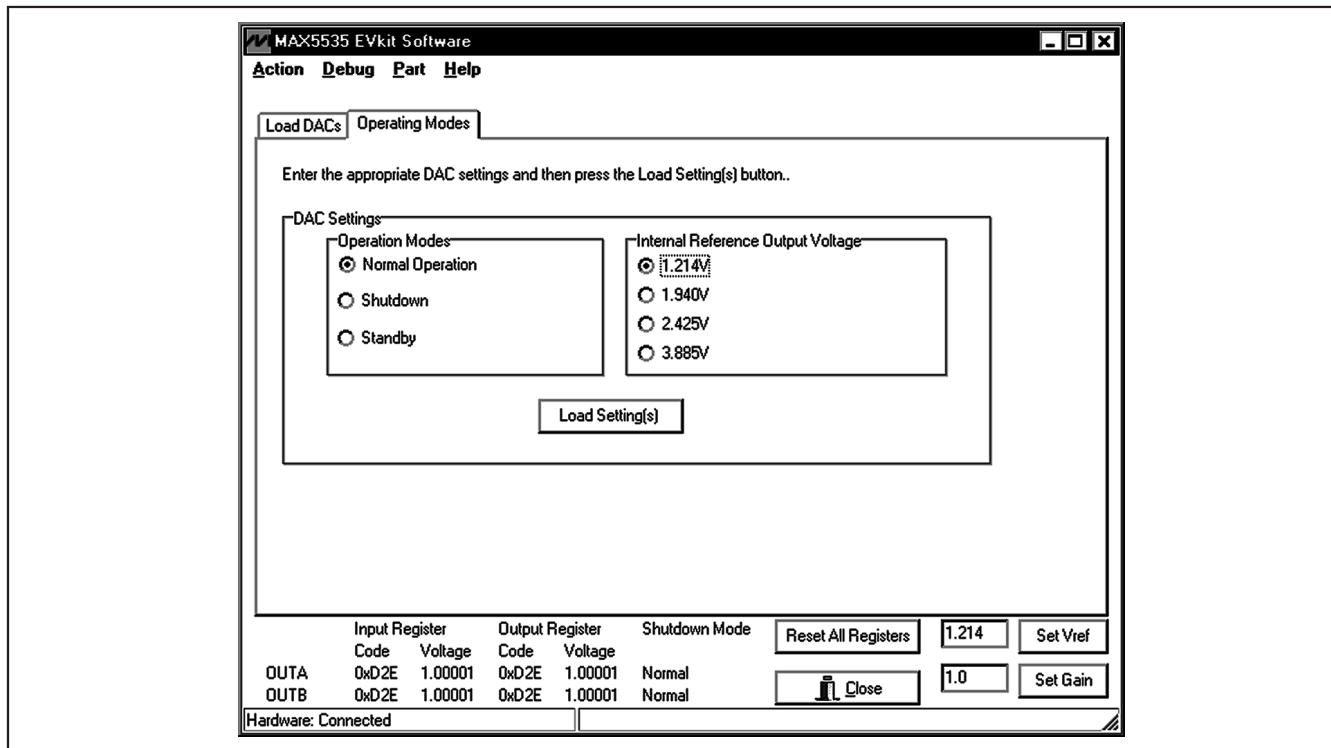 MAX5535 EVkit Software
Action Debug Part Help
Load DACs Operating Modes
Enter the appropriate DAC settings and then press the Load Setting(s) button..
DAC Settings
Operation Modes
Normal Operation
Shutdown
Standby
Internal Reference Output Voltage
1.214V
1.940V
2.425V
3.885V
Load Setting(s)
Input Register Output Register Shutdown Mode
Code Voltage Code Voltage
OUTA 0xD2E 1.00001 0xD2E 1.00001 Normal
OUTB 0xD2E 1.00001 0xD2E 1.00001 Normal
Reset All Registers 1.214 Set Vref
Close 1.0 Set Gain
Hardware: Connected